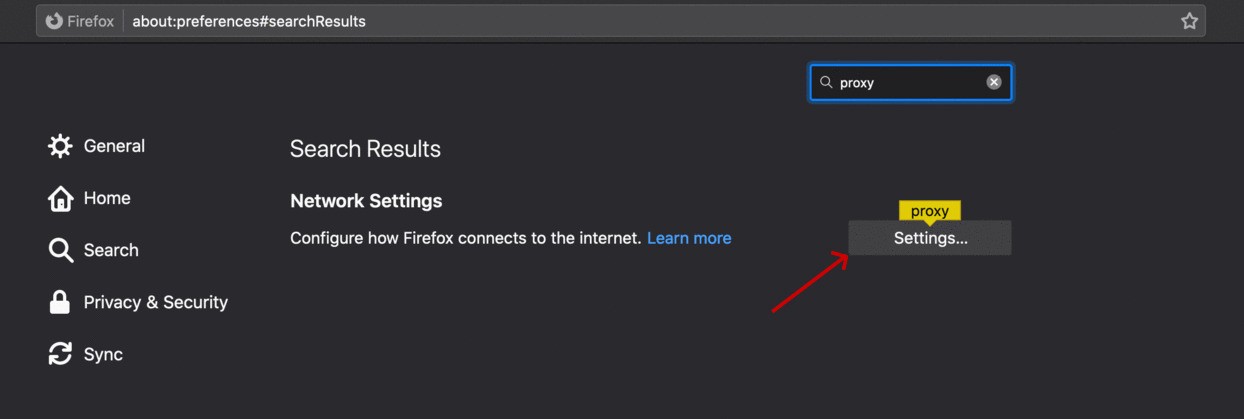 Firefox about:preferences#searchResults
proxy
General
Search Results
Home
Network Settings
proxy
Configure how Firefox connects to the internet. Learn more
Settings...
Search
Privacy & Security
Sync